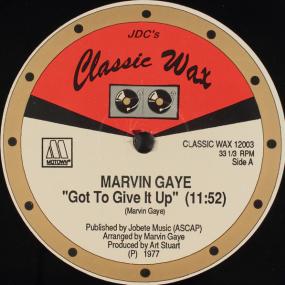 JDC's
Classic Wax
MOTOWN
CLASSIC WAX 12003
33 1/3 RPM
Side A
MARVIN GAYE
"Got To Give It Up" (11:52)
(Marvin Gaye)
Published by Jobete Music (ASCAP)
Arranged by Marvin Gaye
Produced by Art Stuart
(P) 1977